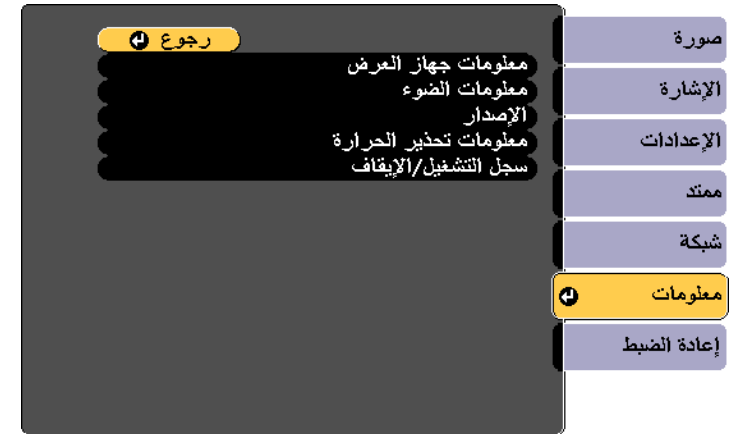 صورة
الإشارة
الإعدادات
ممتد
شبكة
معلومات
إعادة الضبط
رجوع
معلومات جهاز العرض
معلومات الضوء
الإصدار
معلومات تحذير الحرارة
سجل التشغيل/الإيقاف